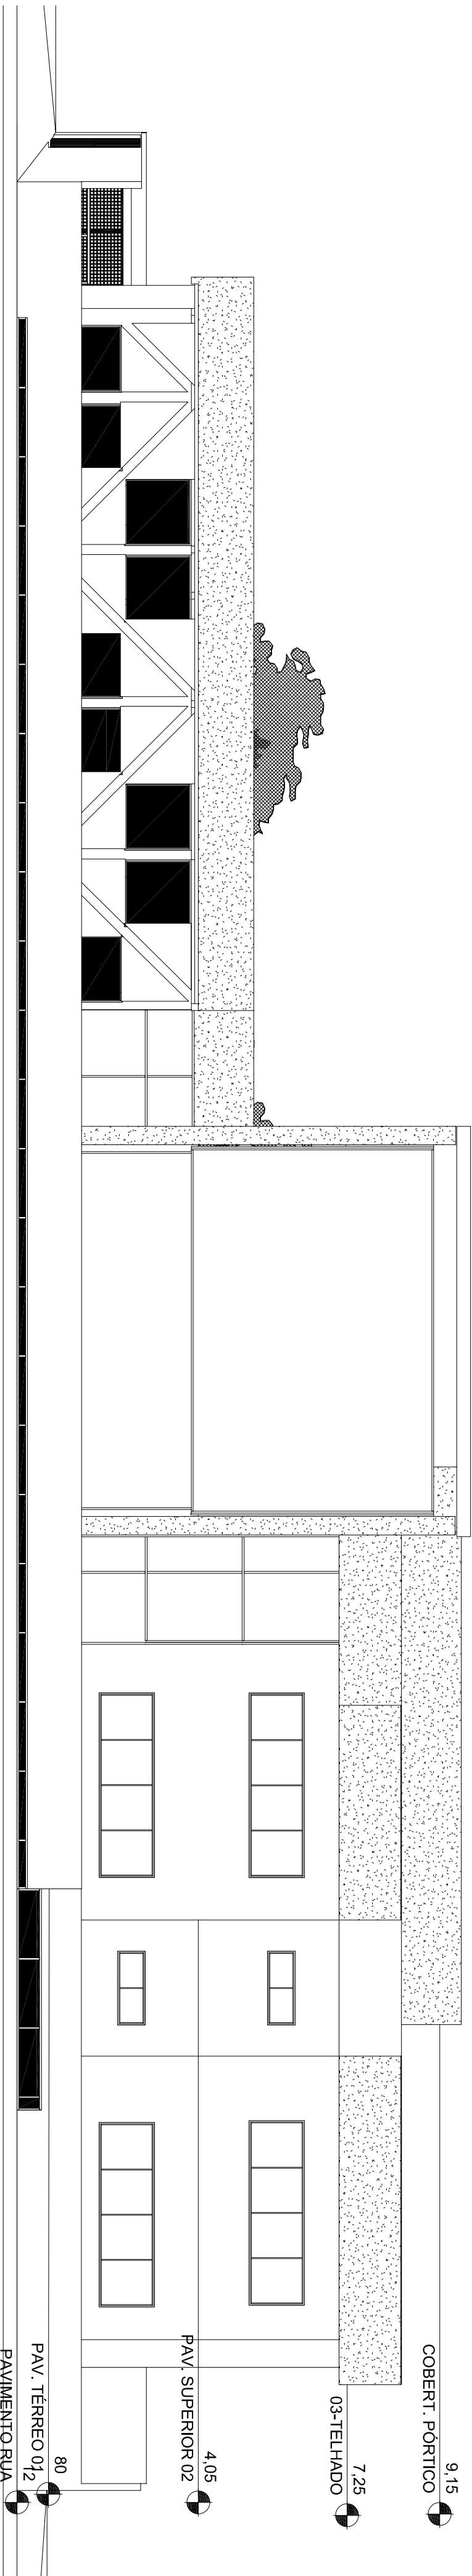 9,15
COBERT. PÓRTICO
7,25
03-TELHADO
4,05
PAV. SUPERIOR 02
80
PAV. TÉRREO 01
12
PAVIMENTO RUA